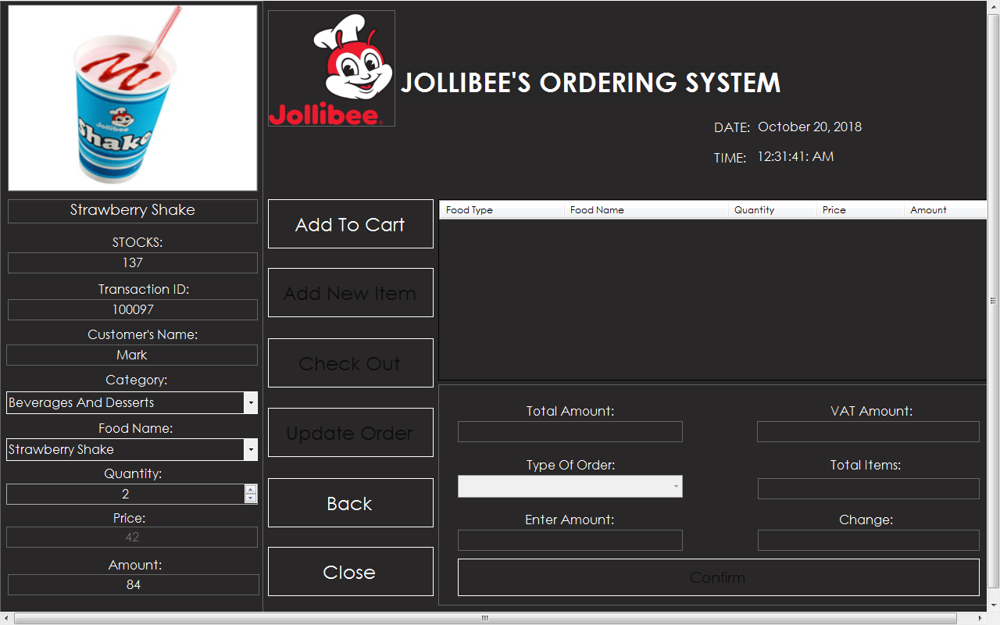 Jollibee
Shake
Strawberry Shake
STOCKS:
137
Transaction ID:
100097
Customer's Name:
Mark
Category:
Beverages And Desserts
Food Name:
Strawberry Shake
Quantity:
2
Price:
42
Amount:
84
Jollibee
JOLLIBEE'S ORDERING SYSTEM
DATE: October 20, 2018
TIME: 12:31:41: AM
Add To Cart
Add New Item
Check Out
Update Order
Back
Close
Food Type Food Name Quantity Price Amount
Total Amount: VAT Amount:
Type Of Order: Total Items:
Enter Amount: Change:
Confirm